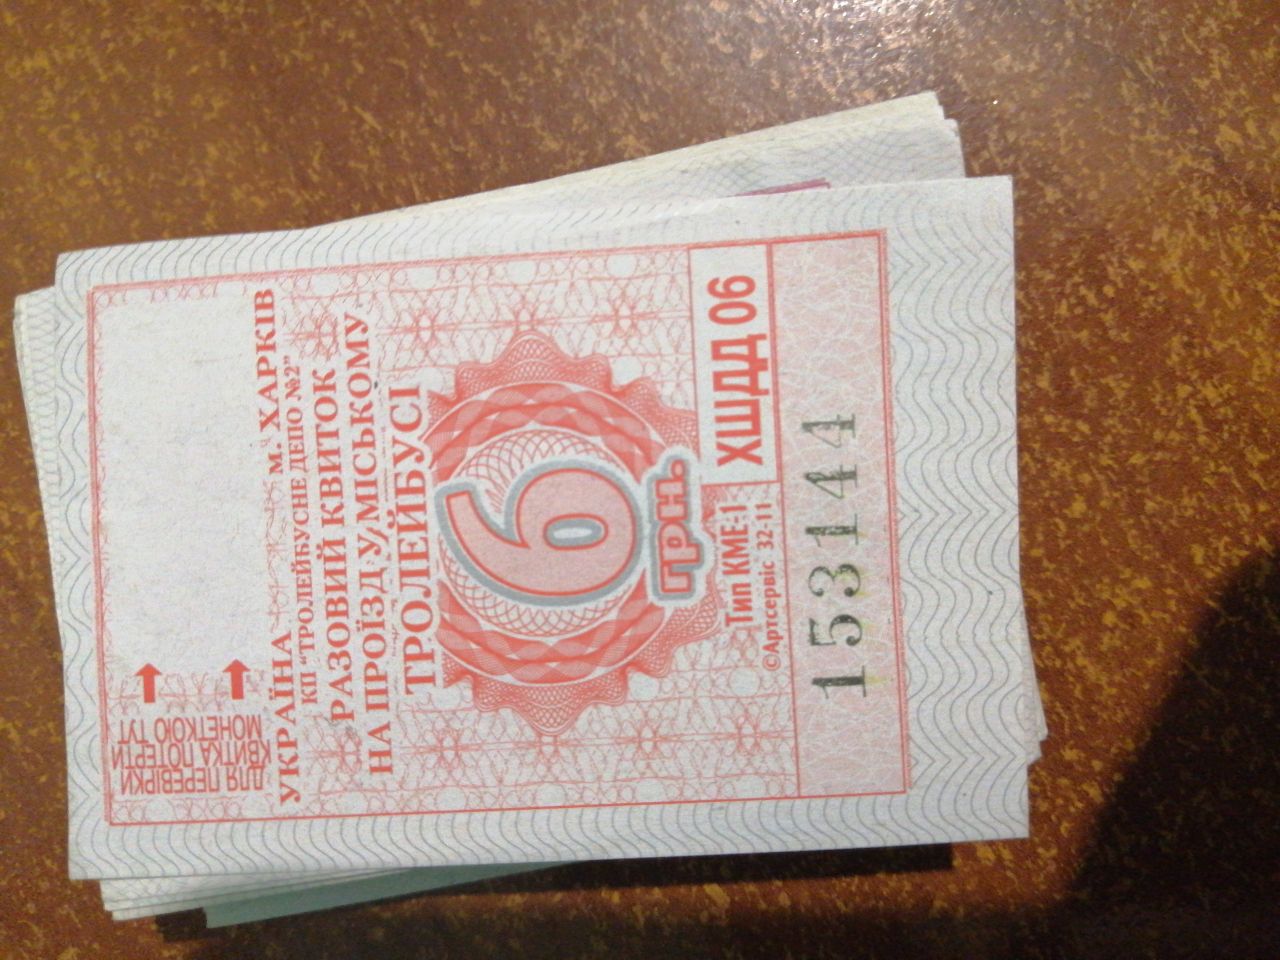 ДЛЯ ПЕРЕВІРКИ
КВИТКА ПОТЕРТИ
МОНЕТКОЮ ТУТ
УКРАЇНА м. ХАРКІВ
КП "ТРОЛЕЙБУСНЕ ДЕПО №2"
РАЗОВИЙ КВИТОК
НА ПРОЇЗД У МІСЬКОМУ
ТРОЛЕЙБУСІ
6
грн.
Тип КМЕ-1
©Артсервіс 32-11
ХШДД 06
153144